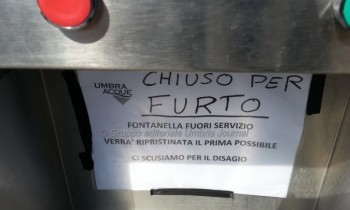 CHIUSO PER
UMBRA
ACQUE
FURTO
FONTANELLA FUORI SERVIZIO
© Gruppo editoriale Umbria Journal
VERRA' RIPRISTINATA IL PRIMA POSSIBILE
CI SCUSIAMO PER IL DISAGIO